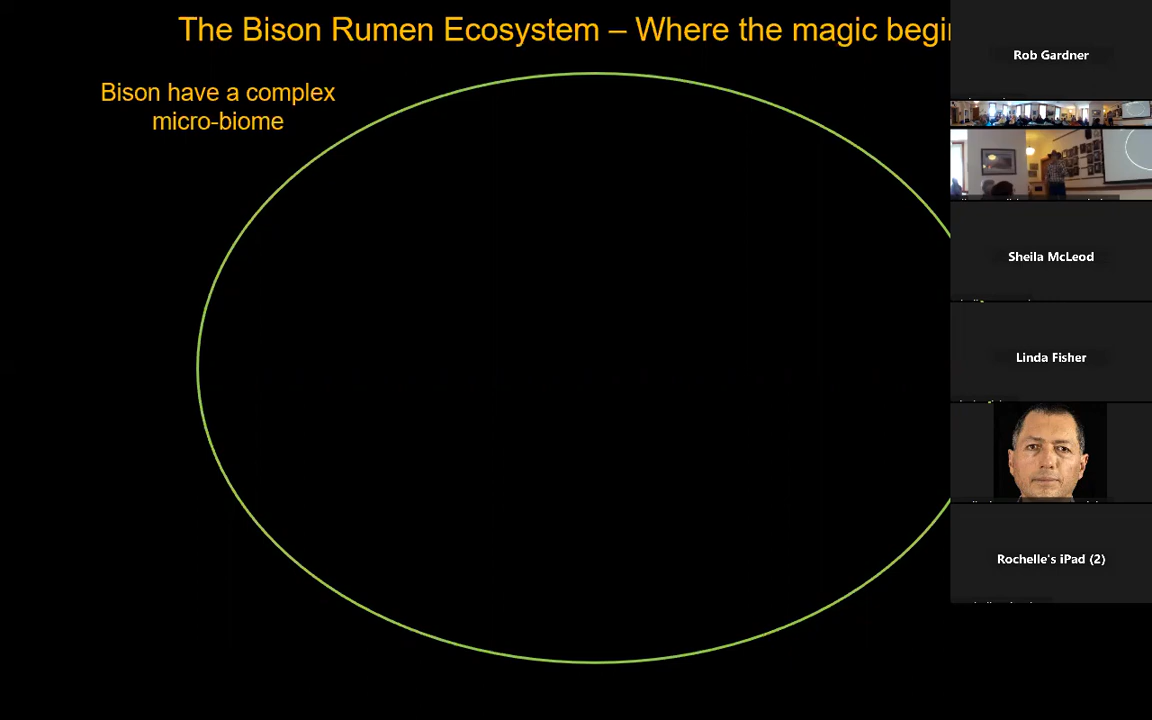 The Bison Rumen Ecosystem – Where the magic begin
Bison have a complex
micro-biome
Rob Gardner
Sheila McLeod
Linda Fisher
Rochelle's iPad (2)